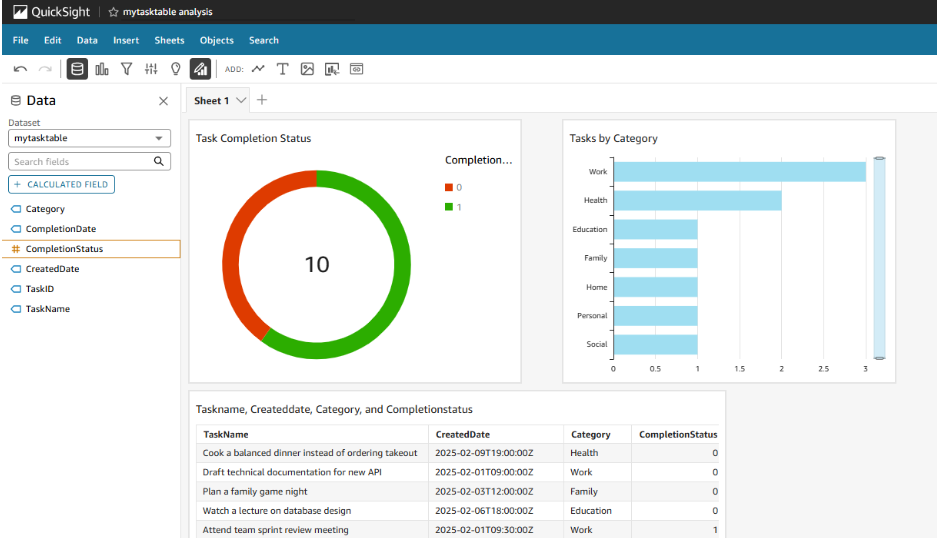 QuickSight mytasktable analysis
File Edit Data Insert Sheets Objects Search
ADD:
Data
Dataset
mytasktable
Search fields
+ CALCULATED FIELD
Category
CompletionDate
CompletionStatus
CreatedDate
TaskID
TaskName
Sheet 1
Task Completion Status
Completion...
0
1
10
Tasks by Category
Work
Health
Education
Family
Home
Personal
Social
0 0.5 1 1.5 2 2.5 3
Taskname, Createddate, Category, and Completionstatus
TaskName CreatedDate Category CompletionStatus
Cook a balanced dinner instead of ordering takeout 2025-02-09T19:00:00Z Health 0
Draft technical documentation for new API 2025-02-01T09:00:00Z Work 0
Plan a family game night 2025-02-03T12:00:00Z Family 0
Watch a lecture on database design 2025-02-06T18:00:00Z Education 0
Attend team sprint review meeting 2025-02-01T09:30:00Z Work 1